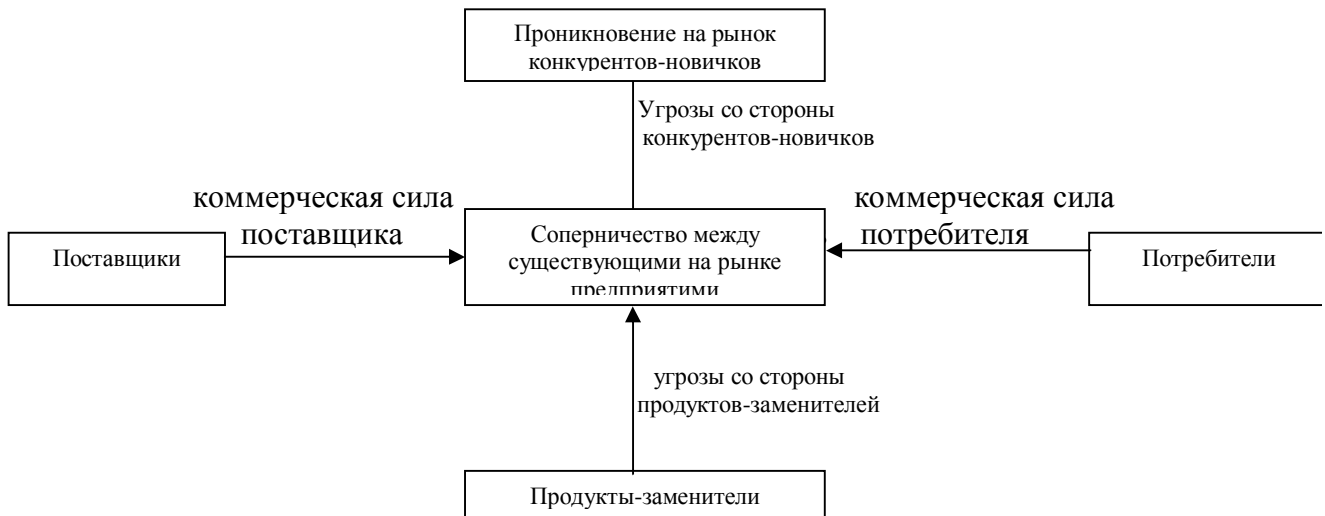 Проникновение на рынок
конкурентов-новичков
Угрозы со стороны
конкурентов-новичков
коммерческая сила
поставщика
коммерческая сила
потребителя
Поставщики
Соперничество между
существующими на рынке
предприятими
Потребители
угрозы со стороны
продуктов-заменителей
Продукты-заменители